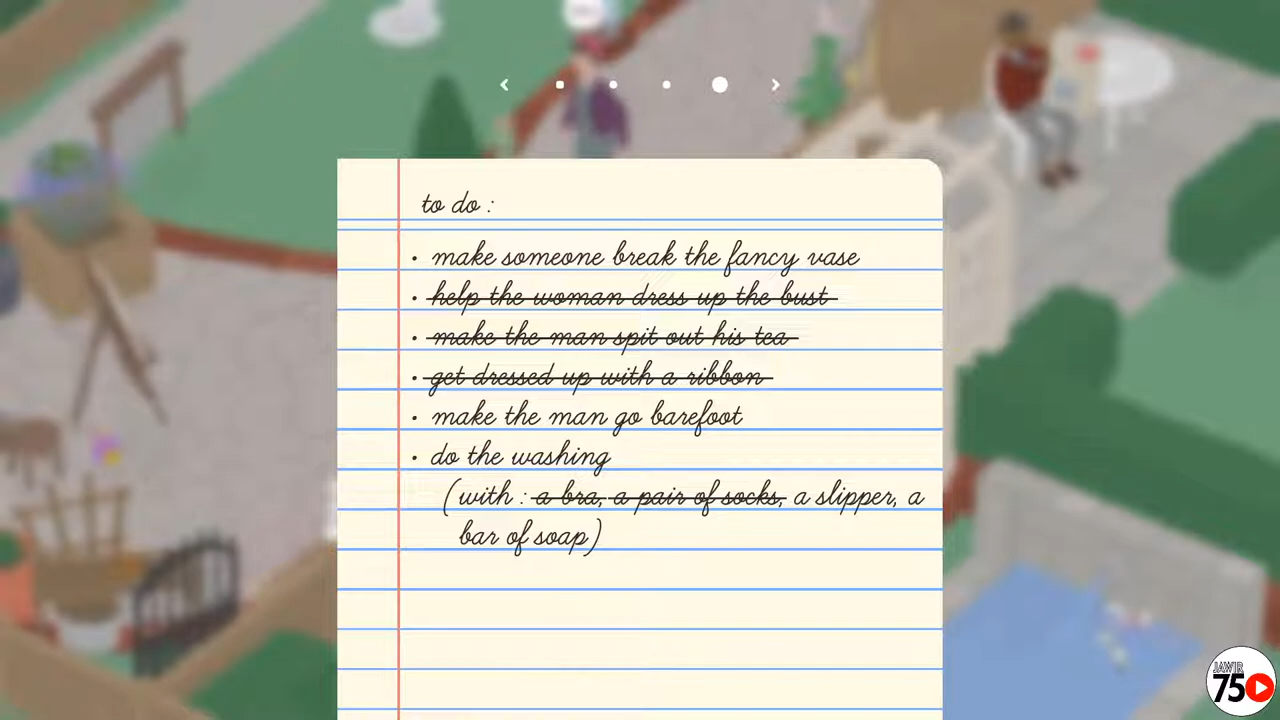 to do :
• make someone break the fancy vase
• help the woman dress up the bust
• make the man spit out his tea
• get dressed up with a ribbon
• make the man go barefoot
• do the washing
(with : a bra, a pair of socks, a slipper, a
bar of soap)
JAWIR
75